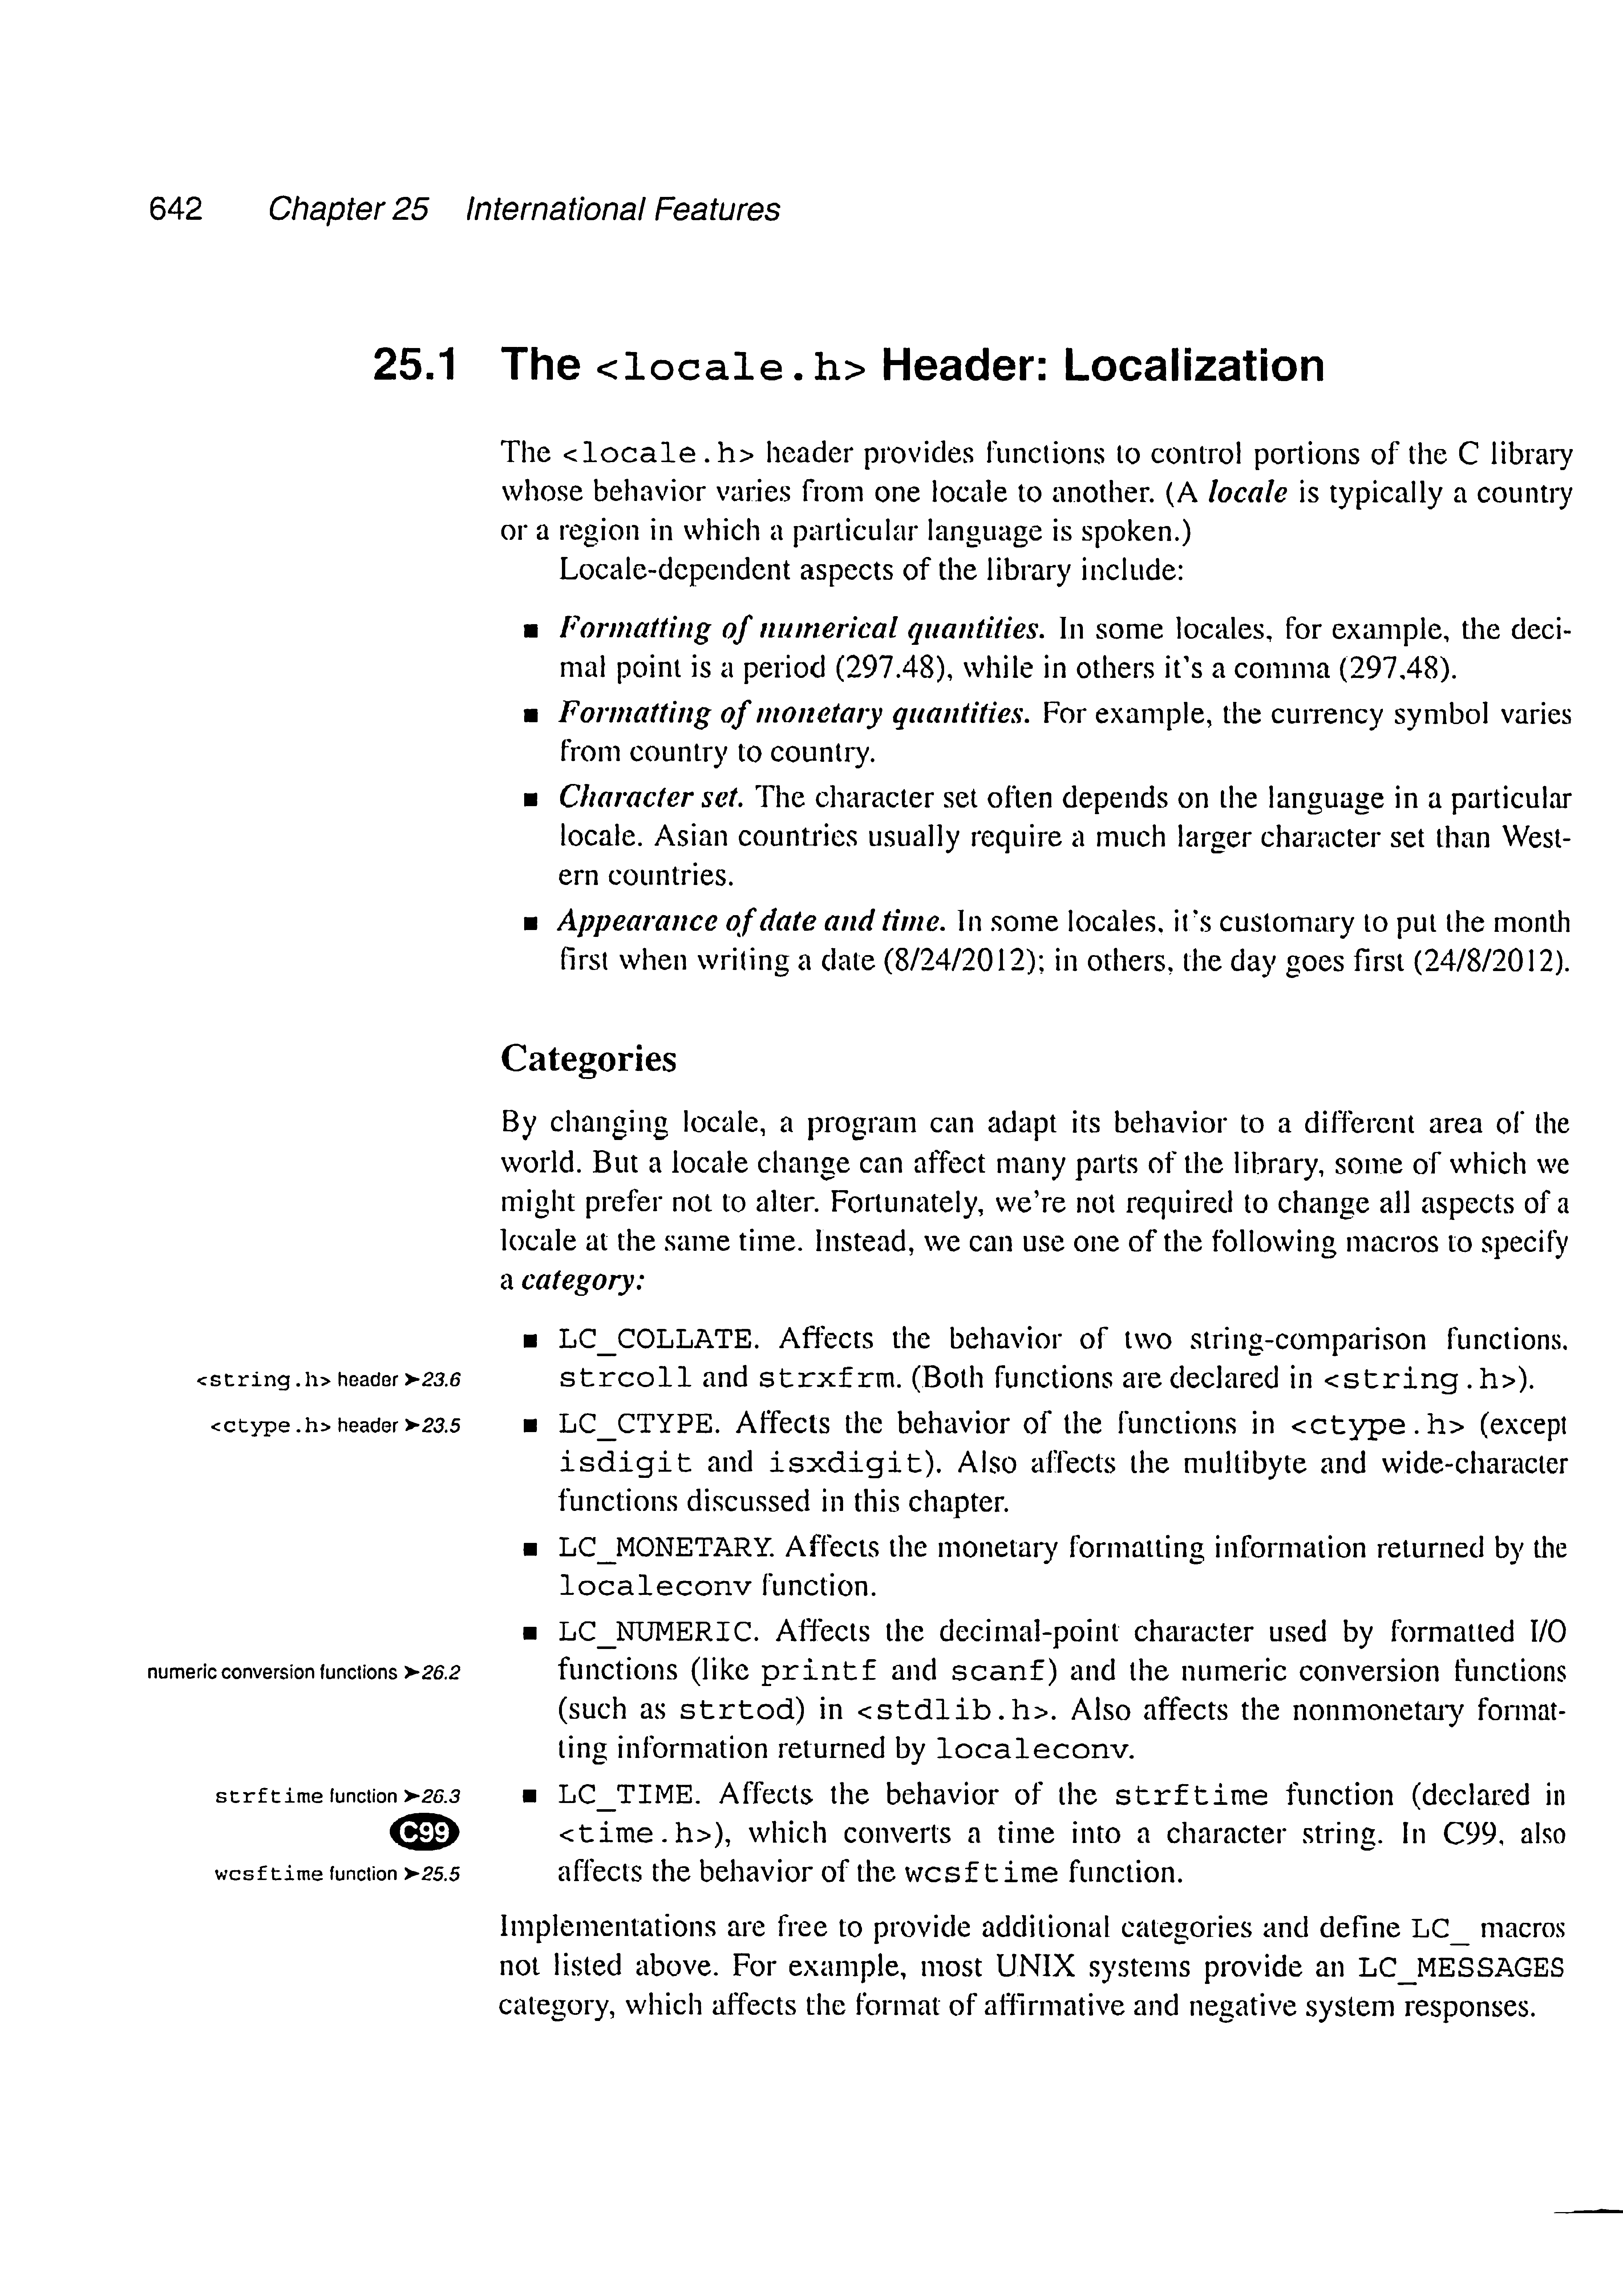 642 Chapter 25 International Features
25.1 The <locale.h> Header: Localization
The <locale.h> header provides functions to control portions of the C library
whose behavior varies from one locale to another. (A locale is typically a country
or a region in which a particular language is spoken.)
Locale-dependent aspects of the library include:
■ Formatting of numerical quantities. In some locales, for example, the deci-
mal point is a period (297.48), while in others it's a comma (297,48).
■ Formatting of monetary quantities. For example, the currency symbol varies
from country to country.
■ Character set. The character set often depends on the language in a particular
locale. Asian countries usually require a much larger character set than West-
ern countries.
■ Appearance of date and time. In some locales, it's customary to put the month
first when writing a date (8/24/2012); in others, the day goes first (24/8/2012).
Categories
By changing locale, a program can adapt its behavior to a different area of the
world. But a locale change can affect many parts of the library, some of which we
might prefer not to alter. Fortunately, we're not required to change all aspects of a
locale at the same time. Instead, we can use one of the following macros to specify
a category:
■ LC_COLLATE. Affects the behavior of two string-comparison functions,
<string.h> header ➤23.6 strcoll and strxfrm. (Both functions are declared in <string.h>).
<ctype.h> header ➤23.5 ■ LC_CTYPE. Affects the behavior of the functions in <ctype.h> (except
isdigit and isxdigit). Also affects the multibyte and wide-character
functions discussed in this chapter.
■ LC_MONETARY. Affects the monetary formatting information returned by the
localeconv function.
■ LC_NUMERIC. Affects the decimal-point character used by formatted I/O
numeric conversion functions ➤26.2 functions (like printf and scanf) and the numeric conversion functions
(such as strtod) in <stdlib.h>. Also affects the nonmonetary format-
ting information returned by localeconv.
strftime function ➤26.3 ■ LC_TIME. Affects the behavior of the strftime function (declared in
C99 <time.h>), which converts a time into a character string. In C99, also
wcsftime function ➤25.5 affects the behavior of the wcsftime function.
Implementations are free to provide additional categories and define LC_ macros
not listed above. For example, most UNIX systems provide an LC_MESSAGES
category, which affects the format of affirmative and negative system responses.